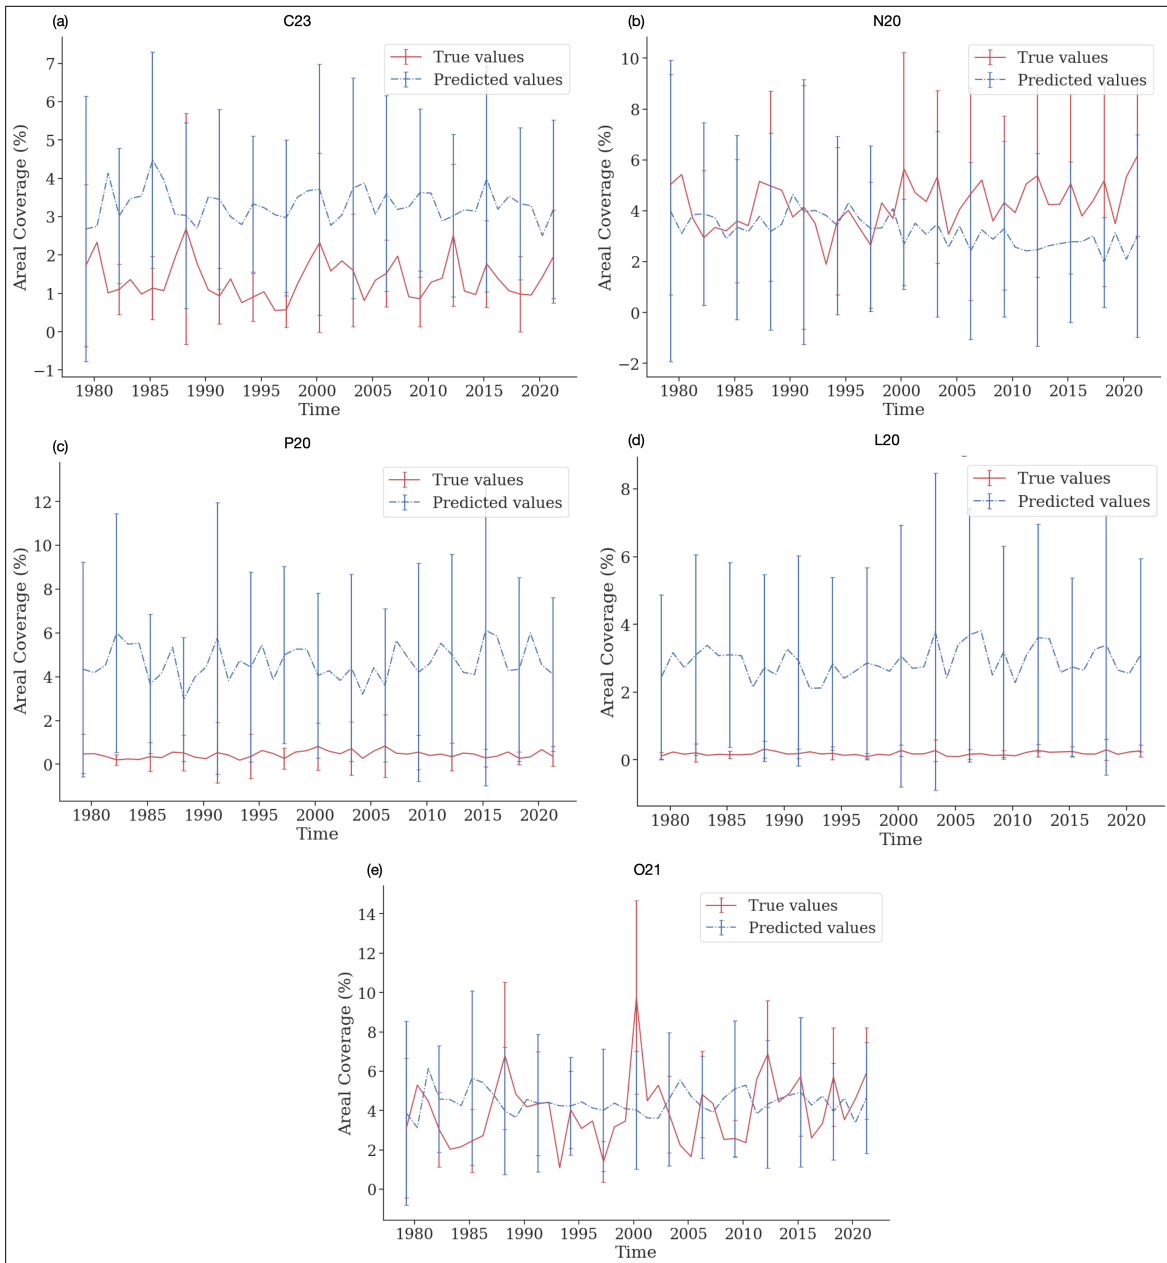 (a) C23
True values
Predicted values
7
6
5
4
3
2
1
0
−1
Areal Coverage (%)
1980 1985 1990 1995 2000 2005 2010 2015 2020
Time
(b) N20
True values
Predicted values
10
8
6
4
2
0
−2
Areal Coverage (%)
1980 1985 1990 1995 2000 2005 2010 2015 2020
Time
(c) P20
True values
Predicted values
12
10
8
6
4
2
0
Areal Coverage (%)
1980 1985 1990 1995 2000 2005 2010 2015 2020
Time
(d) L20
True values
Predicted values
8
6
4
2
0
Areal Coverage (%)
1980 1985 1990 1995 2000 2005 2010 2015 2020
Time
(e) O21
True values
Predicted values
14
12
10
8
6
4
2
0
Areal Coverage (%)
1980 1985 1990 1995 2000 2005 2010 2015 2020
Time